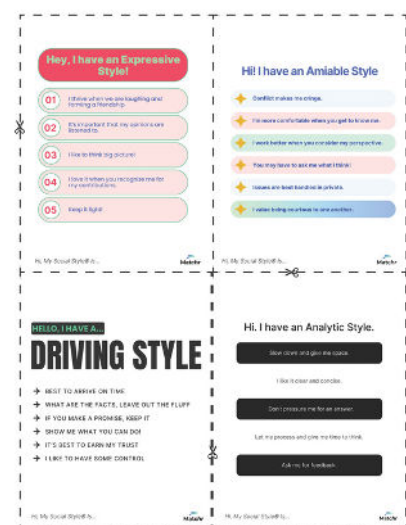 Hey, I have an Expressive
Style!
01
I thrive when we are laughing and
forming a friendship.
02
It's important that my opinions are
listened to.
03
I like to think big picture!
04
I love it when you recognize me for
my contributions.
05
Keep it light!
Hi, My Social Style® is...
Matchr
Hi! I have an Amiable Style
Conflict makes me cringe.
I'm more comfortable when you get to know me.
I work better when you consider my perspective.
You may have to ask me what I think!
Issues are best handled in private.
I value being courteous to one another.
Hi, My Social Style® is...
Matchr
HELLO, I HAVE A...
DRIVING STYLE
BEST TO ARRIVE ON TIME
WHAT ARE THE FACTS, LEAVE OUT THE FLUFF
IF YOU MAKE A PROMISE, KEEP IT
SHOW ME WHAT YOU CAN DO!
IT'S BEST TO EARN MY TRUST
I LIKE TO HAVE SOME CONTROL
Hi, My Social Style® is...
Matchr
Hi. I have an Analytic Style.
Slow down and give me space.
I like it clear and concise.
Don't pressure me for an answer.
Let me process and give me time to think.
Ask me for feedback.
Hi, My Social Style® is...
Matchr